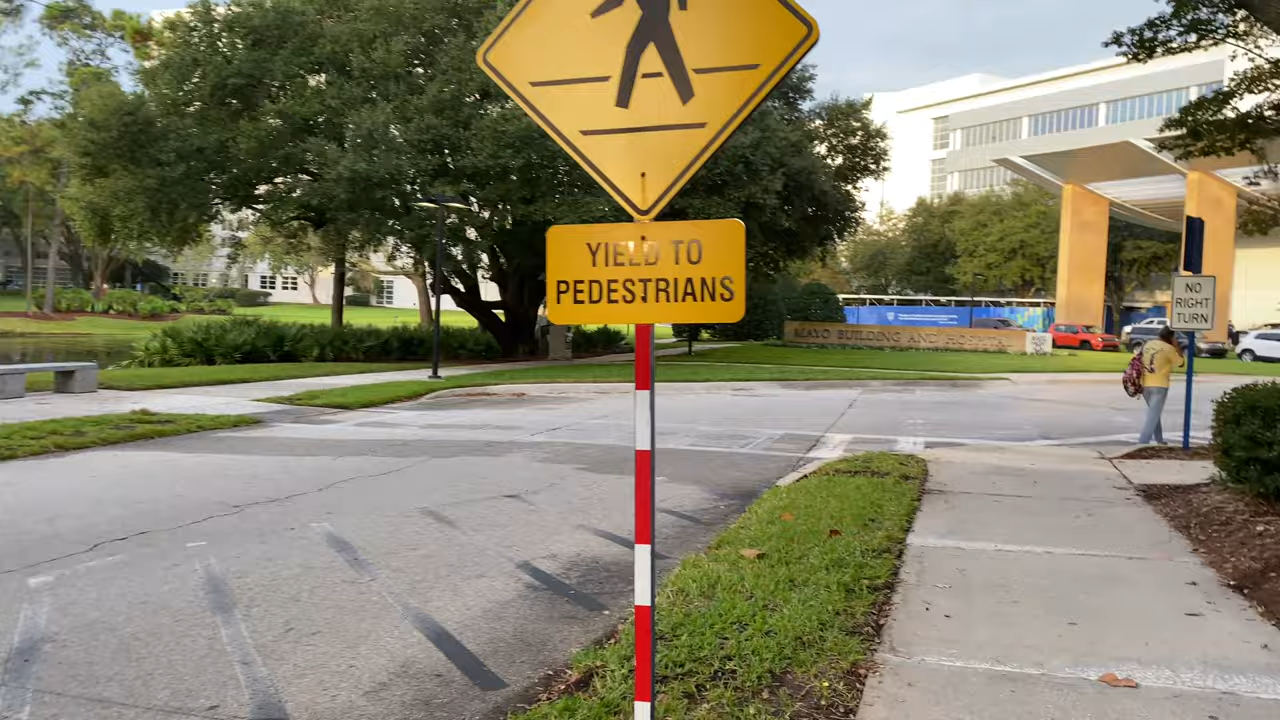 YIELD TO
PEDESTRIANS
NO
RIGHT
TURN
MAYO BUILDING AND HOSPITAL